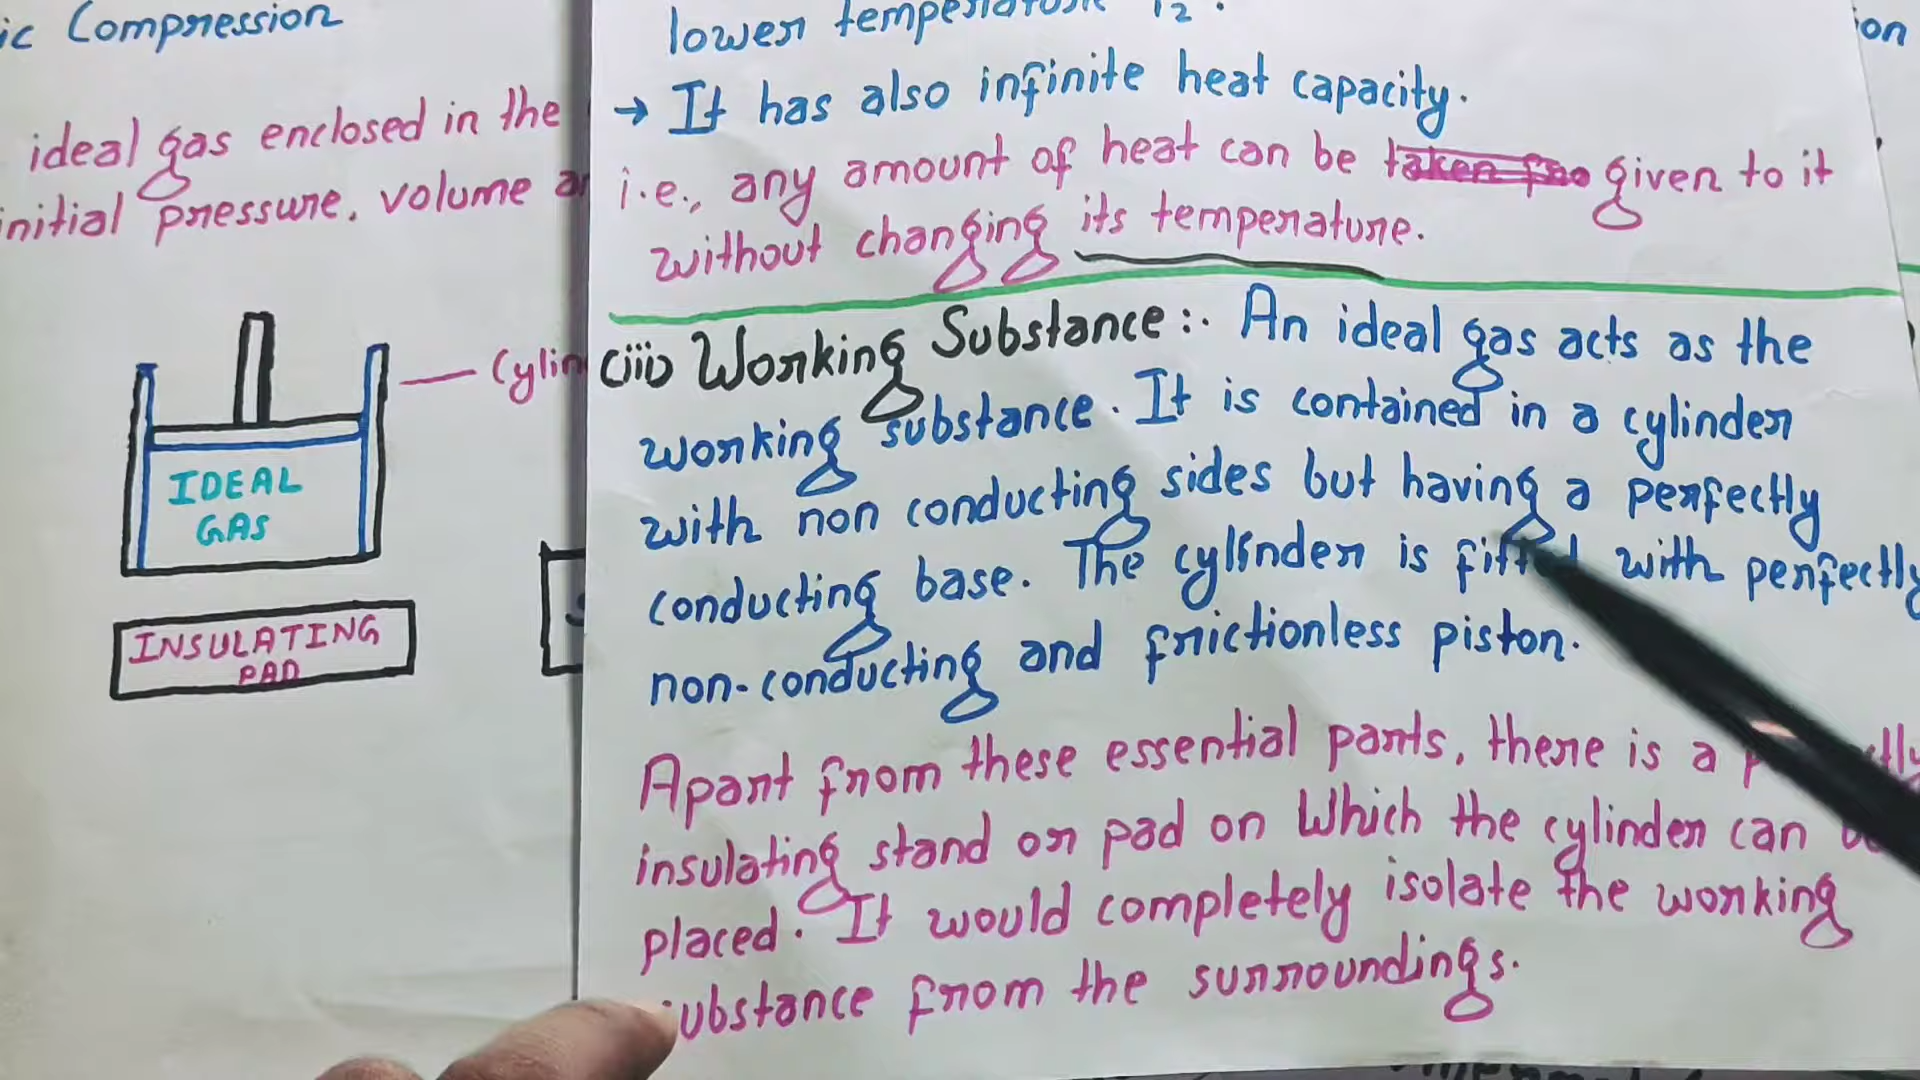 ic Compression
ideal gas enclosed in the
initial pressure, volume
IDEAL
GAS
INSULATING
PAD
lower temperature T₂.
→ It has also infinite heat capacity.
i.e., any amount of heat can be given to it
without changing its temperature.
(iii) Working Substance:. An ideal gas acts as the
working substance. It is contained in a cylinder
with non conducting sides but having a perfectly
conducting base. The cylinder is fitted with perfectly
non-conducting and frictionless piston.
Apart from these essential parts, there is a
insulating stand or pad on Which the cylinder can
placed. It would completely isolate the working
substance from the surroundings.
ion